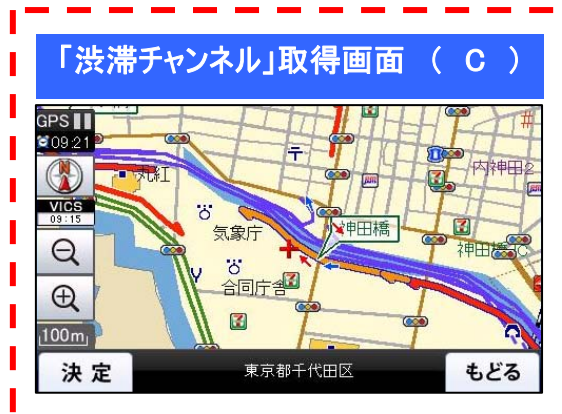 「渋滞チャンネル」取得画面 （ C ）
GPS
09:21
丸紅
内神田2
VICS
09:15
神田橋
気象庁
神田橋JC
合同庁舎
100m
決 定
東京都千代田区
もどる